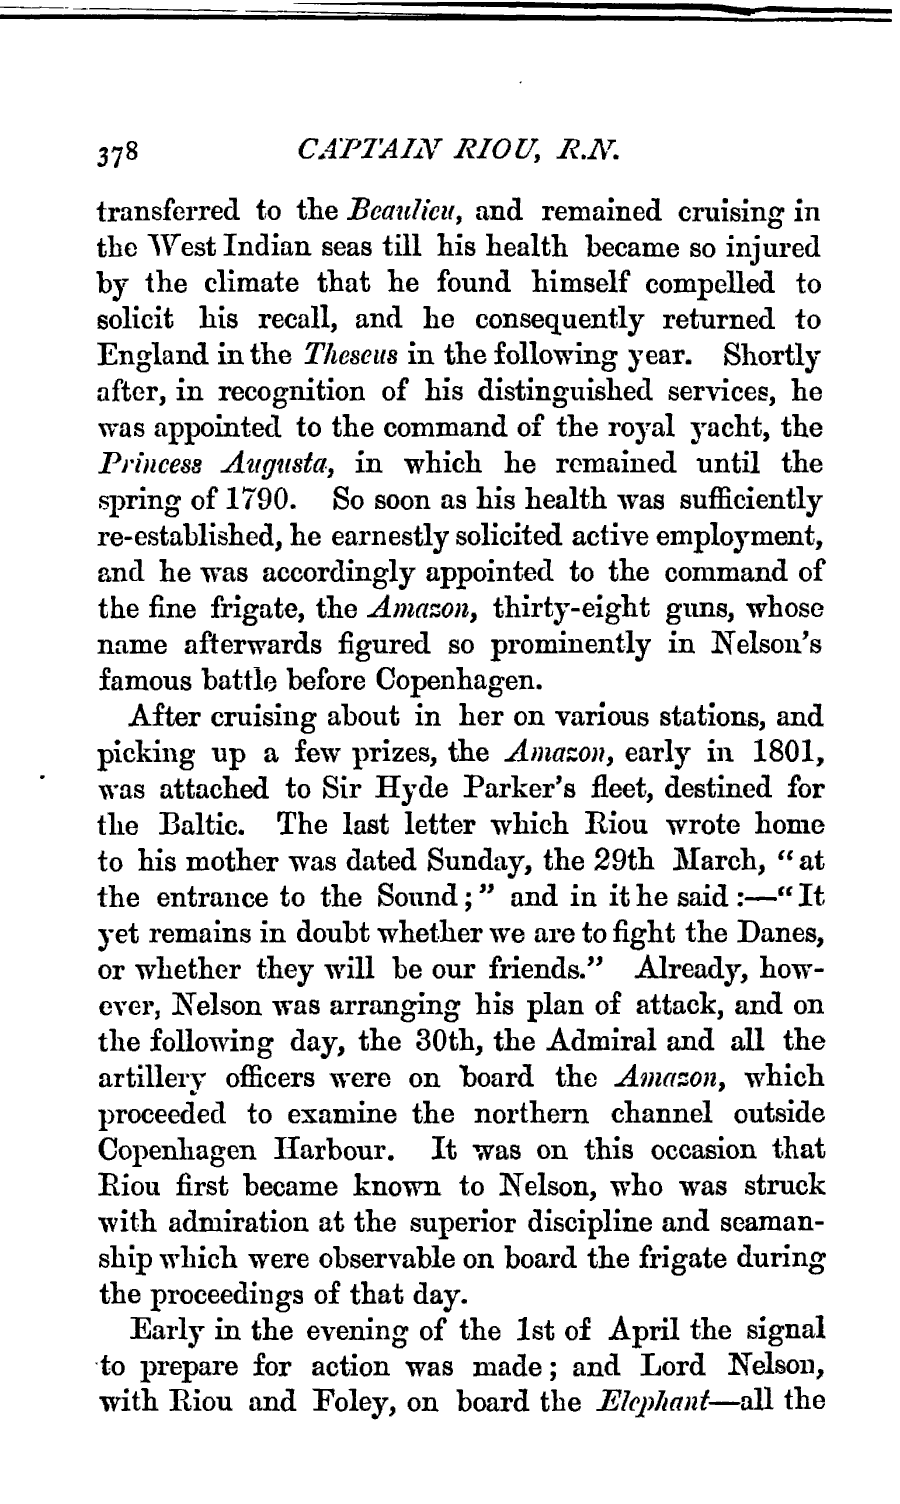 378 CAPTAIN RIOU, R.N.
transferred to the Beaulieu, and remained cruising in
the West Indian seas till his health became so injured
by the climate that he found himself compelled to
solicit his recall, and he consequently returned to
England in the Theseus in the following year. Shortly
after, in recognition of his distinguished services, he
was appointed to the command of the royal yacht, the
Princess Augusta, in which he remained until the
spring of 1790. So soon as his health was sufficiently
re-established, he earnestly solicited active employment,
and he was accordingly appointed to the command of
the fine frigate, the Amazon, thirty-eight guns, whose
name afterwards figured so prominently in Nelson's
famous battle before Copenhagen.
After cruising about in her on various stations, and
picking up a few prizes, the Amazon, early in 1801,
was attached to Sir Hyde Parker's fleet, destined for
the Baltic. The last letter which Riou wrote home
to his mother was dated Sunday, the 29th March, "at
the entrance to the Sound;" and in it he said:—"It
yet remains in doubt whether we are to fight the Danes,
or whether they will be our friends." Already, how-
ever, Nelson was arranging his plan of attack, and on
the following day, the 30th, the Admiral and all the
artillery officers were on board the Amazon, which
proceeded to examine the northern channel outside
Copenhagen Harbour. It was on this occasion that
Riou first became known to Nelson, who was struck
with admiration at the superior discipline and seaman-
ship which were observable on board the frigate during
the proceedings of that day.
Early in the evening of the 1st of April the signal
to prepare for action was made; and Lord Nelson,
with Riou and Foley, on board the Elephant—all the